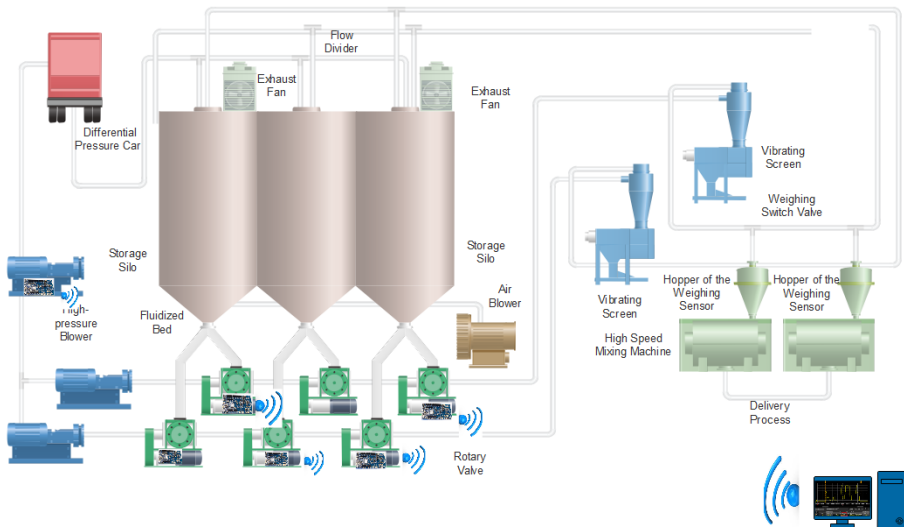 Flow
Divider
Exhaust
Fan
Exhaust
Fan
Differential
Pressure Car
Vibrating
Screen
Weighing
Switch Valve
Storage
Silo
Storage
Silo
Air
Blower
Hopper of the
Weighing
Sensor
Hopper of the
Weighing
Sensor
Vibrating
Screen
High-
pressure
Blower
Fluidized
Bed
High Speed
Mixing Machine
Delivery
Process
Rotary
Valve